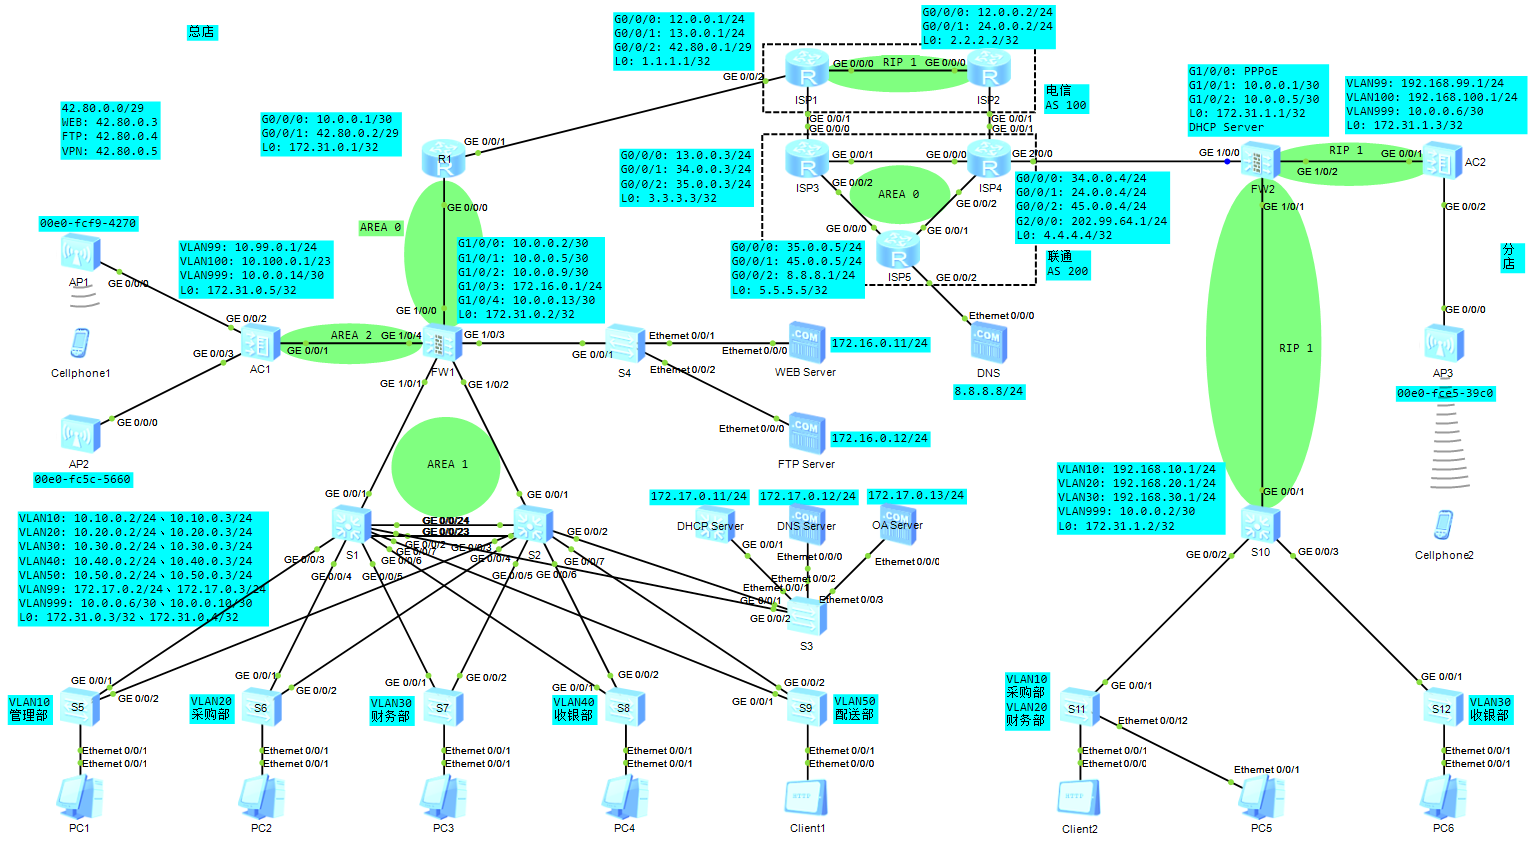 总店
G0/0/0: 12.0.0.1/24
G0/0/1: 13.0.0.1/24
G0/0/2: 42.80.0.1/29
L0: 1.1.1.1/32
G0/0/0: 12.0.0.2/24
G0/0/1: 24.0.0.2/24
L0: 2.2.2.2/32
GE 0/0/2
GE 0/0/0
RIP 1
GE 0/0/0
ISP1
ISP2
电信
AS 100
GE 0/0/1
GE 0/0/0
GE 0/0/1
GE 0/0/1
G1/0/0: PPPoE
G1/0/1: 10.0.0.1/30
G1/0/2: 10.0.0.5/30
L0: 172.31.1.1/32
DHCP Server
VLAN99: 192.168.99.1/24
VLAN100: 192.168.100.1/24
VLAN999: 10.0.0.6/30
L0: 172.31.1.3/32
42.80.0.0/29
WEB: 42.80.0.3
FTP: 42.80.0.4
VPN: 42.80.0.5
G0/0/0: 10.0.0.1/30
G0/0/1: 42.80.0.2/29
L0: 172.31.0.1/32
R1
GE 0/0/1
GE 0/0/0
G0/0/0: 13.0.0.3/24
G0/0/1: 34.0.0.3/24
G0/0/2: 35.0.0.3/24
L0: 3.3.3.3/32
ISP3
GE 0/0/1
GE 0/0/0
GE 0/0/2
AREA 0
GE 0/0/2
ISP4
GE 2/0/0
G0/0/0: 34.0.0.4/24
G0/0/1: 24.0.0.4/24
G0/0/2: 45.0.0.4/24
G2/0/0: 202.99.64.1/24
L0: 4.4.4.4/32
GE 1/0/0
FW2
GE 1/0/2
GE 1/0/1
RIP 1
GE 0/0/1
AC2
GE 0/0/2
GE 0/0/0
GE 0/0/1
ISP5
GE 0/0/2
G0/0/0: 35.0.0.5/24
G0/0/1: 45.0.0.5/24
G0/0/2: 8.8.8.1/24
L0: 5.5.5.5/32
联通
AS 200
分店
00e0-fcf9-4270
AP1
GE 0/0/0
VLAN99: 10.99.0.1/24
VLAN100: 10.100.0.1/23
VLAN999: 10.0.0.14/30
L0: 172.31.0.5/32
AREA 0
G1/0/0: 10.0.0.2/30
G1/0/1: 10.0.0.5/30
G1/0/2: 10.0.0.9/30
G1/0/3: 172.16.0.1/24
G1/0/4: 10.0.0.13/30
L0: 172.31.0.2/32
GE 1/0/0
Cellphone1
GE 0/0/2
GE 0/0/3
GE 0/0/1
AC1
AREA 2
GE 1/0/4
FW1
GE 1/0/3
GE 1/0/1
GE 1/0/2
GE 0/0/1
S4
Ethernet 0/0/1
Ethernet 0/0/2
Ethernet 0/0/0
WEB Server
172.16.0.11/24
Ethernet 0/0/0
DNS
8.8.8.8/24
Ethernet 0/0/0
FTP Server
172.16.0.12/24
RIP 1
GE 0/0/0
AP3
00e0-fce5-39c0
Cellphone2
GE 0/0/0
AP2
00e0-fc5c-5660
AREA 1
VLAN10: 10.10.0.2/24、10.10.0.3/24
VLAN20: 10.20.0.2/24、10.20.0.3/24
VLAN30: 10.30.0.2/24、10.30.0.3/24
VLAN40: 10.40.0.2/24、10.40.0.3/24
VLAN50: 10.50.0.2/24、10.50.0.3/24
VLAN99: 172.17.0.2/24、172.17.0.3/24
VLAN999: 10.0.0.6/30、10.0.0.10/30
L0: 172.31.0.3/32、172.31.0.4/32
GE 0/0/1
GE 0/0/1
GE 0/0/24
GE 0/0/23
S1
S2
GE 0/0/2
GE 0/0/7
GE 0/0/6
GE 0/0/3
GE 0/0/4
GE 0/0/5
GE 0/0/3
GE 0/0/4
GE 0/0/5
GE 0/0/6
GE 0/0/7
GE 0/0/2
172.17.0.11/24
172.17.0.12/24
172.17.0.13/24
DHCP Server
DNS Server
OA Server
GE 0/0/1
Ethernet 0/0/0
Ethernet 0/0/0
Ethernet 0/0/2
Ethernet 0/0/1
Ethernet 0/0/3
GE 0/0/1
GE 0/0/2
S3
VLAN10: 192.168.10.1/24
VLAN20: 192.168.20.1/24
VLAN30: 192.168.30.1/24
VLAN999: 10.0.0.2/30
L0: 172.31.1.2/32
GE 0/0/1
GE 0/0/2
GE 0/0/3
S10
VLAN10
管理部
GE 0/0/1
GE 0/0/2
S5
VLAN20
采购部
GE 0/0/1
GE 0/0/2
S6
VLAN30
财务部
GE 0/0/1
GE 0/0/2
S7
VLAN40
收银部
GE 0/0/1
GE 0/0/2
S8
GE 0/0/2
GE 0/0/1
S9
VLAN50
配送部
VLAN10
采购部
VLAN20
财务部
GE 0/0/1
S11
Ethernet 0/0/12
GE 0/0/1
S12
VLAN30
收银部
Ethernet 0/0/1
Ethernet 0/0/1
PC1
Ethernet 0/0/1
Ethernet 0/0/1
PC2
Ethernet 0/0/1
Ethernet 0/0/1
PC3
Ethernet 0/0/1
Ethernet 0/0/1
PC4
Ethernet 0/0/1
Ethernet 0/0/0
Client1
Ethernet 0/0/1
Ethernet 0/0/0
Client2
Ethernet 0/0/1
PC5
Ethernet 0/0/1
Ethernet 0/0/1
PC6